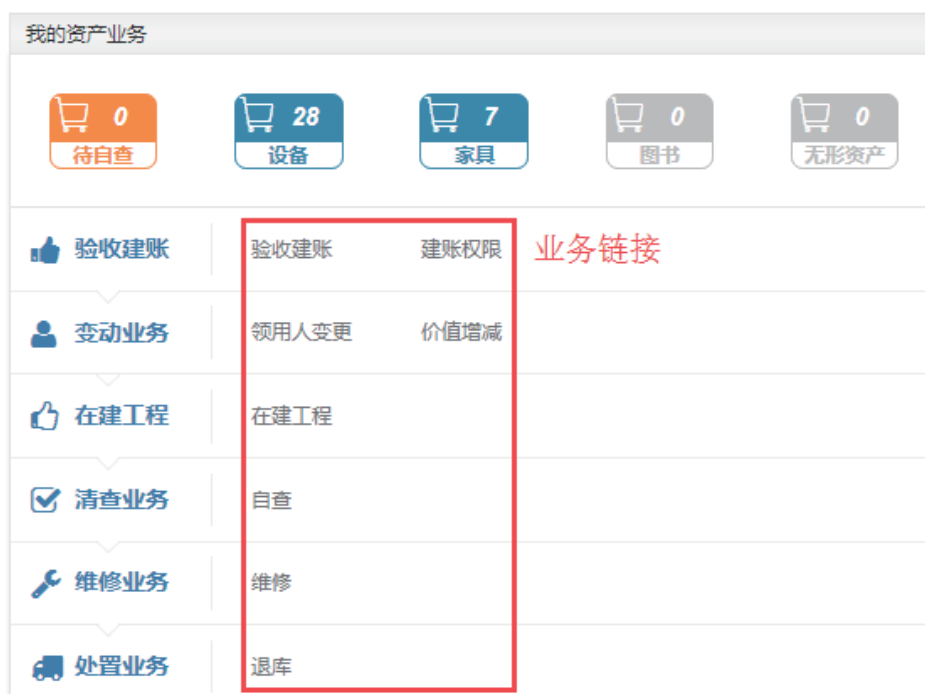 我的资产业务
0 28 7 0 0
待自查 设备 家具 图书 无形资产
验收建账 验收建账 建账权限 业务链接
变动业务 领用人变更 价值增减
在建工程 在建工程
清查业务 自查
维修业务 维修
处置业务 退库